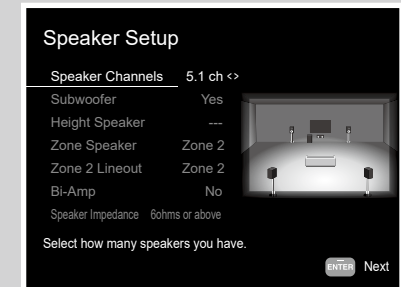 Speaker Setup
Speaker Channels 5.1 ch <>
Subwoofer Yes
Height Speaker ---
Zone Speaker Zone 2
Zone 2 Lineout Zone 2
Bi-Amp No
Speaker Impedance 6ohms or above
Select how many speakers you have.
ENTER Next